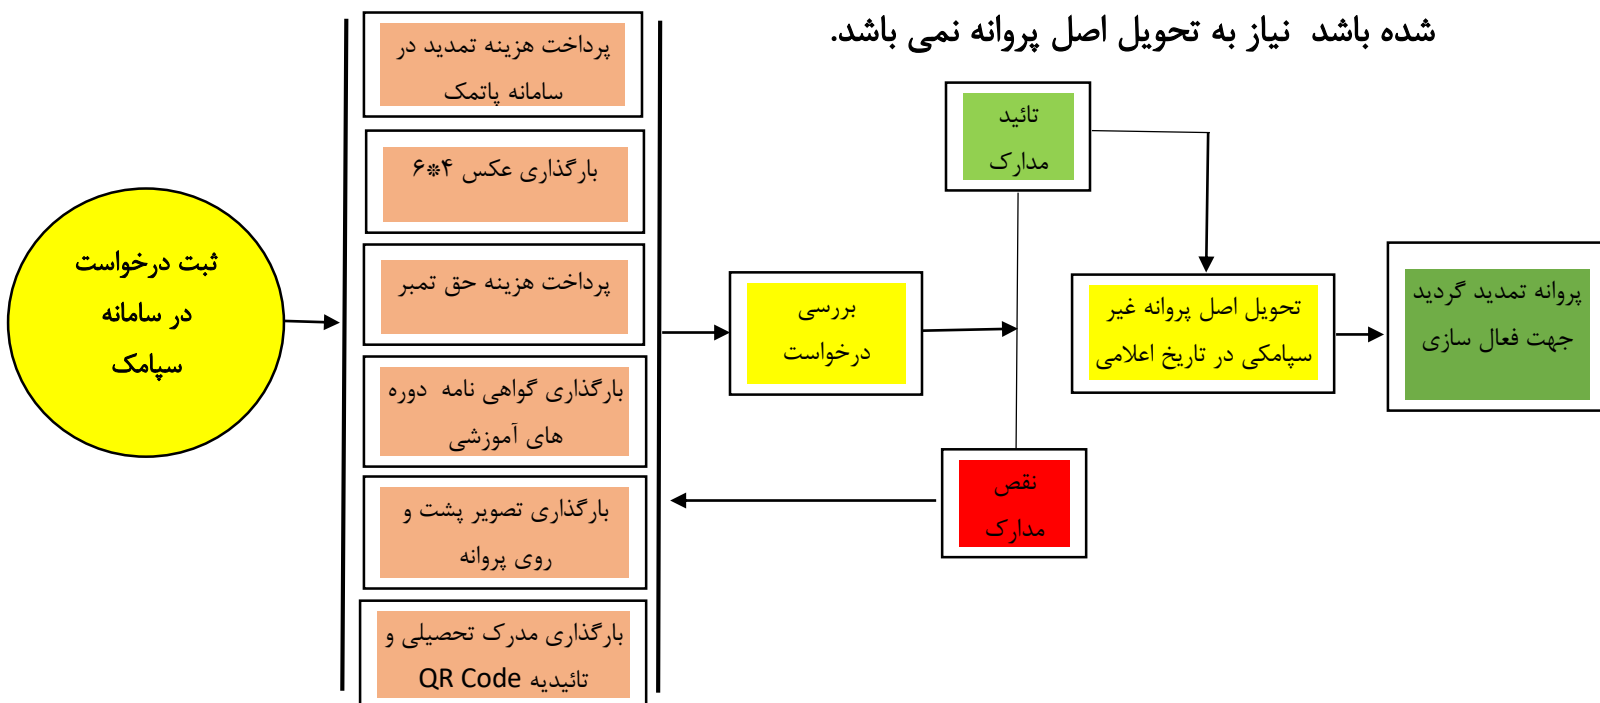 شده باشد نیاز به تحویل اصل پروانه نمی باشد.
ثبت درخواست
در سامانه
سپامک
پرداخت هزینه تمدید در
سامانه پاتمک
بارگذاری عکس ۴*۶
پرداخت هزینه حق تمبر
بارگذاری گواهی نامه دوره
های آموزشی
بارگذاری تصویر پشت و
روی پروانه
بارگذاری مدرک تحصیلی و
تائیدیه QR Code
بررسی
درخواست
تائید
مدارک
نقص
مدارک
تحویل اصل پروانه غیر
سپامکی در تاریخ اعلامی
پروانه تمدید گردید
جهت فعال سازی